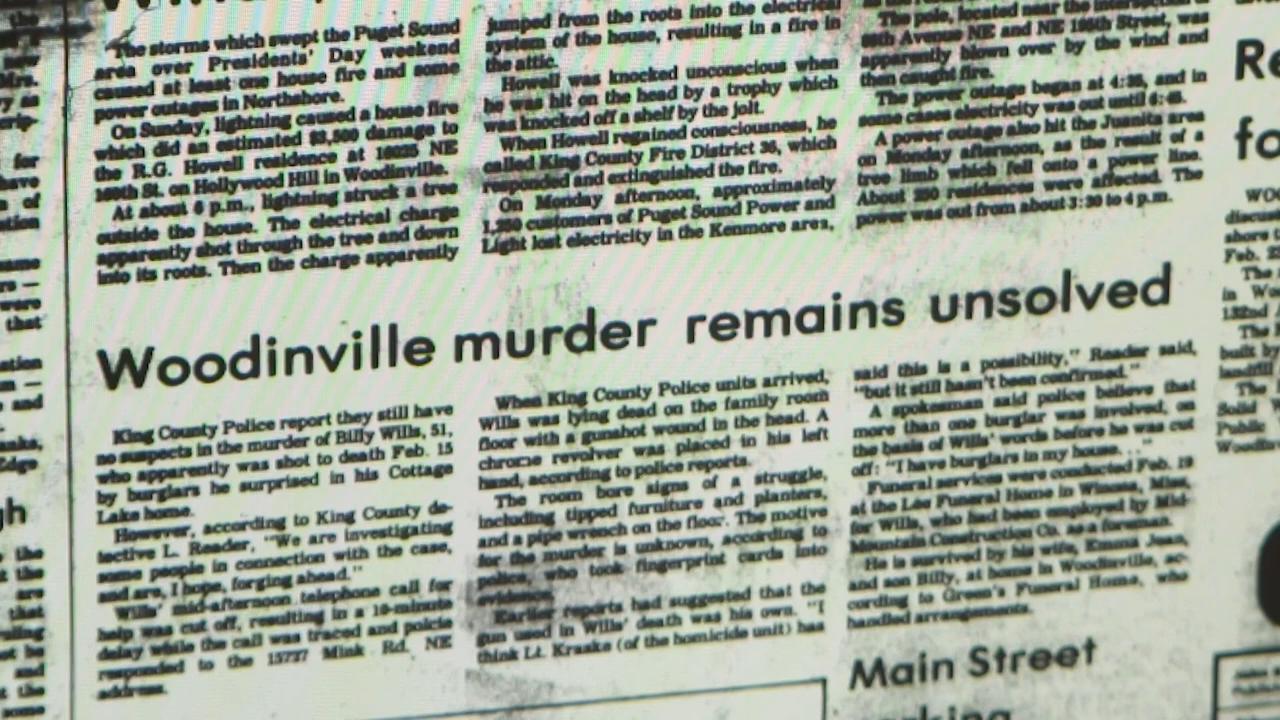 The storms which swept the Puget Sound
area over Presidents' Day weekend
caused at least one house fire and some
power outages in Northshore.
On Sunday, lightning caused a house fire
which did an estimated $3,500 damage to
the R.G. Howell residence at NE
St. on Hollywood Hill in Woodinville.
At about 6 p.m., lightning struck a tree
outside the house. The electrical charge
apparently shot through the tree and down
into its roots. Then the charge apparently
jumped from the roots into the electrical
system of the house, resulting in a fire in
the attic.
Howell was knocked unconscious when
he was hit on the head by a trophy which
was knocked off a shelf by the jolt.
When Howell regained consciousness, he
called King County Fire District 36, which
responded and extinguished the fire.
On Monday afternoon, approximately
customers of Puget Sound Power and
Light lost electricity in the Kenmore area,
The pole, located near the intersection of
Avenue NE and NE Street, was
apparently blown over by the wind and
then caught fire.
The power outage began at and in
some cases electricity was out until
A power outage also hit the Juanita area
on Monday afternoon, as the result of a
tree limb which fell onto a power line.
About residences were affected. The
power was out from about 3:30 to 4 p.m.
Woodinville murder remains unsolved
King County Police report they still have
no suspects in the murder of Billy Wills, 51,
who apparently was shot to death Feb. 15
by burglars he surprised in his Cottage
Lake home.
However, according to King County de-
tective L. Reader, "We are investigating
some people in connection with the case,
and are, I hope, forging ahead."
Wills' mid-afternoon telephone call for
help was cut off, resulting in a 10-minute
delay while the call was traced and polcie
responded to the 15727 Mink Rd. NE
address.
When King County Police units arrived,
Wills was lying dead on the family room
floor with a gunshot wound in the head. A
chrome revolver was placed in his left
hand, according to police reports.
The room bore signs of a struggle,
including tipped furniture and planters,
and a pipe wrench on the floor. The motive
for the murder is unknown, according to
police, who took fingerprint cards into
evidence.
Earlier reports had suggested that the
gun used in Wills' death was his own. "I
think Lt. Kraske (of the homicide unit) has
said this is a possibility," Reader said,
"but it still hasn't been confirmed."
A spokesman said police believe that
more than one burglar was involved, on
the basis of Wills' words before he was cut
off: "I have burglars in my house. . ."
Funeral services were conducted Feb. 19
at the Lee Funeral Home in Winona, Miss.
for Wills, who had been employed by Mid-
Mountain Construction Co. as a foreman.
He is survived by his wife, Emma Jean,
and son Billy, at home in Woodinville, ac-
cording to Green's Funeral Home, who
handled arrangements.
Main Street